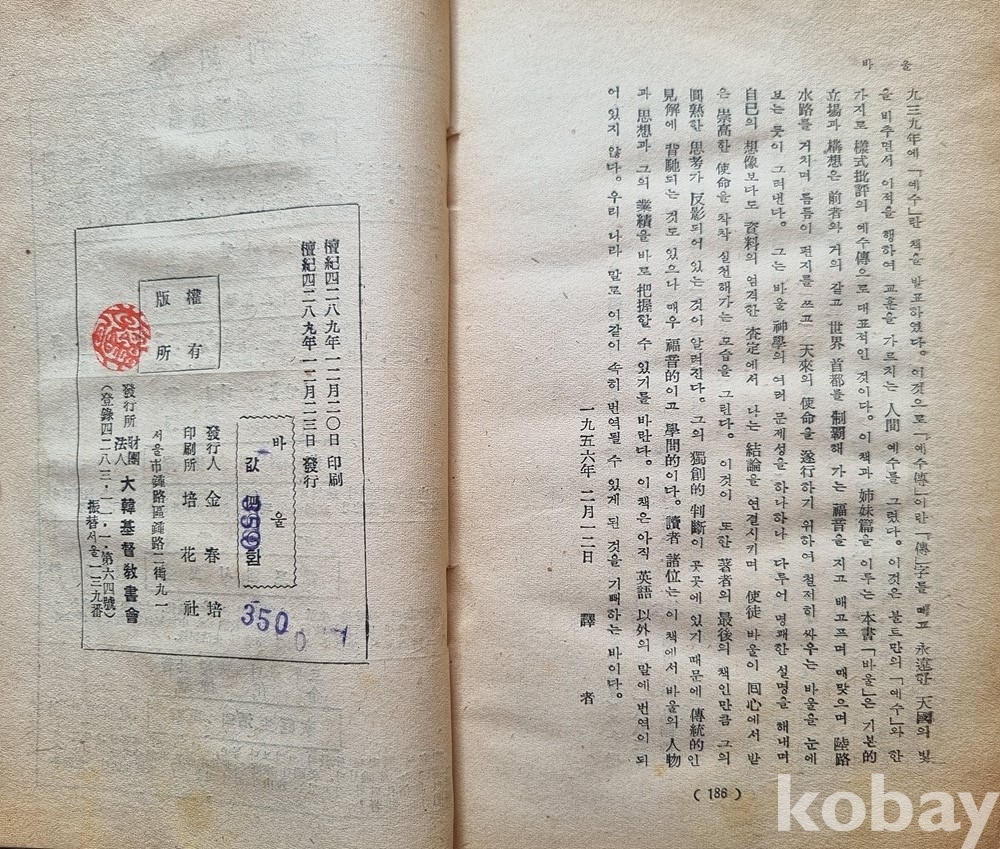 바울
九三九年에 「예수」란 책을 발표하였다. 이것으로 「예수傳」이란 「傳」字를 떼고 永遠한 天國의 빛
을 비추면서 이적을 행하여 교훈을 가르치는 人間 예수를 그렸다. 이것은 불트만의 「예수」와 한
가지로 樣式批評의 예수傳으로 대표적인 것이다. 이 책과 姉妹篇을 이루는 本書 「바울」은 기본的
立場과 構想은 前者와 거의 같고 世界 首都를 制覇해 가는 福音을 지고 배고프며 매맞으며 陸路
水路를 거치며 틈틈이 편지를 쓰고 天來의 使命을 遂行하기 위하여 철저히 싸우는 바울을 눈에
보는 듯이 그려낸다. 그는 바울 神學의 여러 문제성을 하나하나 다루어 명쾌한 설명을 해내며
自己의 想像보다도 資料의 엄격한 査定에서 나는 結論을 연결시키며 使徒 바울이 回心에서 받
은 崇高한 使命을 착착 실천해가는 모습을 그린다. 이것이 또한 著者의 最後의 책인만큼 그의
圓熟한 思考가 反影되어 있는 것이 알려진다. 그의 獨創的 判斷이 곳곳에 있기 때문에 傳統的인
見解에 背馳되는 것도 있으나 매우 福音的이고 學問的이다. 讀者 諸位는 이 책에서 바울의 人物
과 思想과 그의 業績을 바로 把握할 수 있기를 바란다. 이 책은 아직 英語 以外의 말에 번역이 되
어 있지 않다. 우리 나라 말로 이같이 속히 번역될 수 있게 된 것을 기뻐하는 바이다.
一九五六年 二月 一二日 譯者
(186)
檀紀四二八九年一二月二〇日 印刷
檀紀四二八九年一二月二三日 發行
바울
값 환
350
發行人 金春培
印刷所 培花社
서울市鍾路區鍾路二街九一
發行所 財團法人 大韓基督敎書會
(登錄四二八三・一一・一・第六四號)
振替서울一三九番
版權所有
kobay